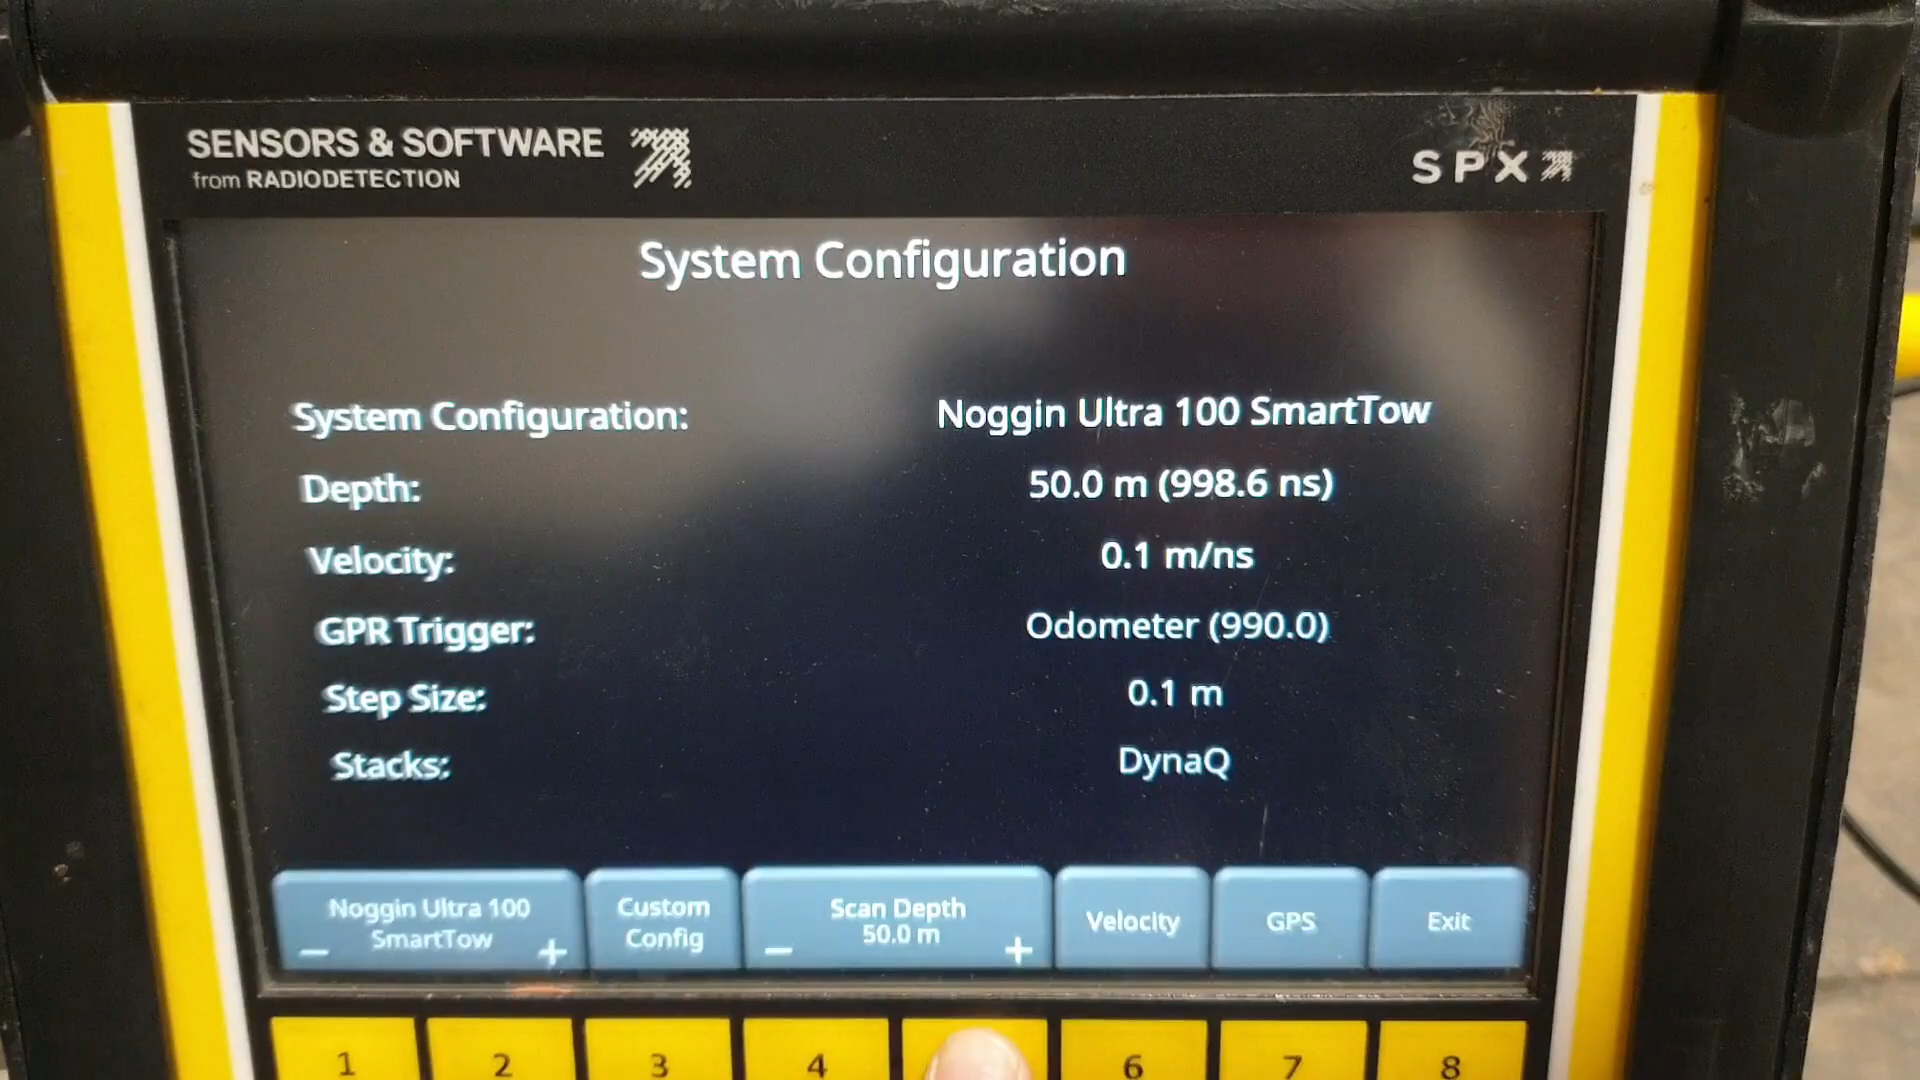 SENSORS & SOFTWARE
from RADIODETECTION
SPX
System Configuration
System Configuration: Noggin Ultra 100 SmartTow
Depth: 50.0 m (998.6 ns)
Velocity: 0.1 m/ns
GPR Trigger: Odometer (990.0)
Step Size: 0.1 m
Stacks: DynaQ
Noggin Ultra 100
SmartTow
− +
Custom
Config
Scan Depth
50.0 m
− +
Velocity
GPS
Exit
1 2 3 4 6 7 8